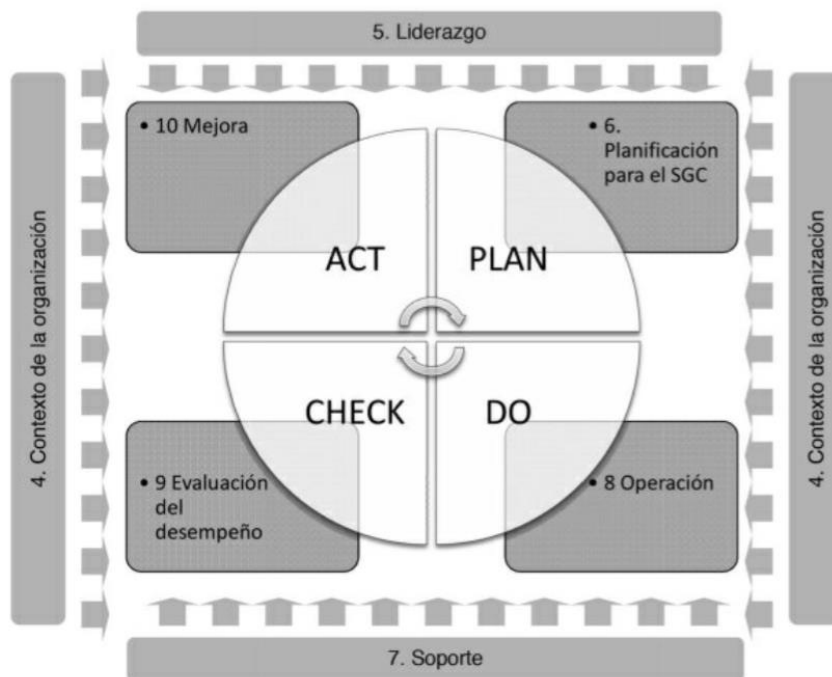 5. Liderazgo
4. Contexto de la organización
• 10 Mejora
• 6.
Planificación
para el SGC
4. Contexto de la organización
ACT
PLAN
CHECK
DO
• 9 Evaluación
del
desempeño
• 8 Operación
7. Soporte